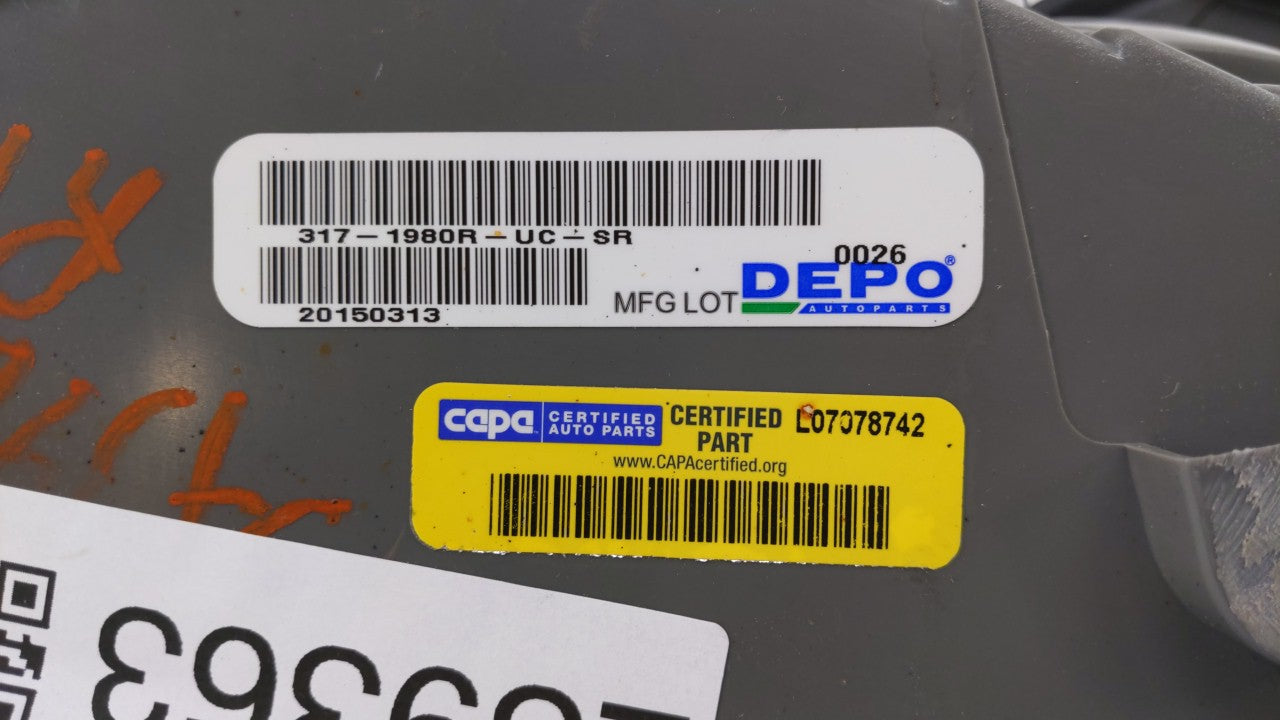 317-1980R-UC-SR
0026
20150313
MFG LOT DEPO®
AUTOPARTS
capa CERTIFIED AUTO PARTS
CERTIFIED PART
L07078742
www.CAPAcertified.org